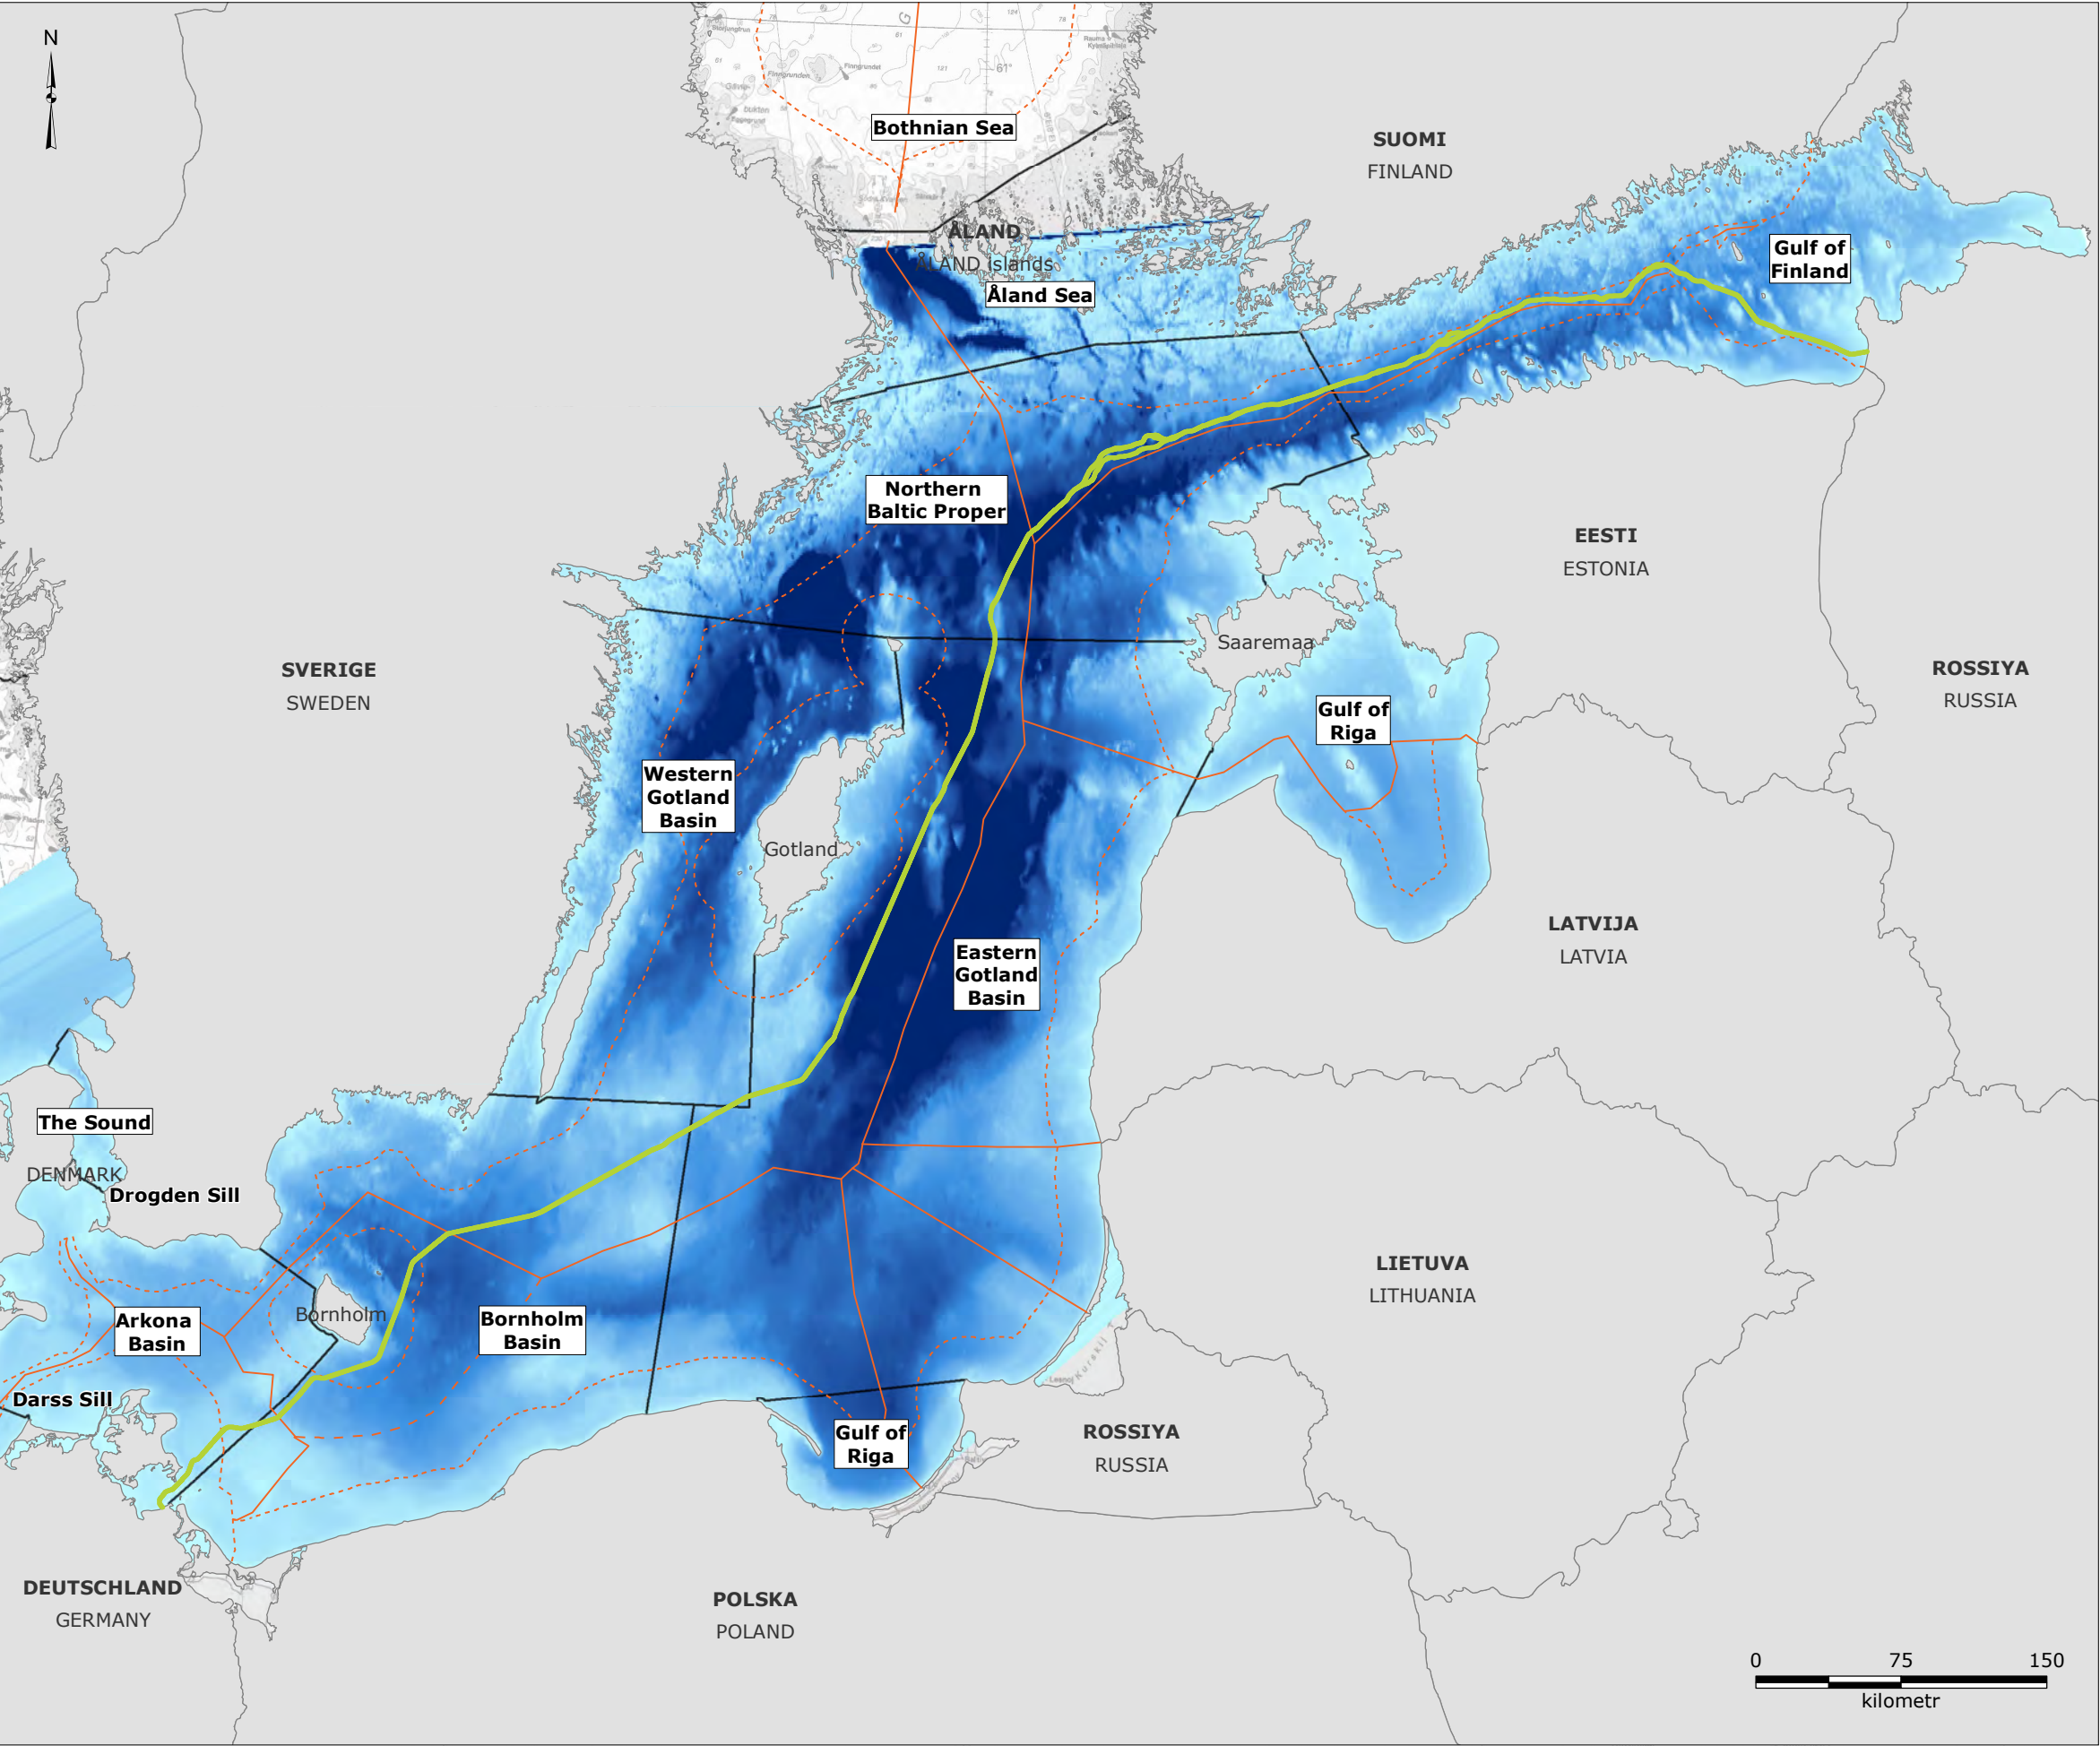 N
61°
Bothnian Sea
SUOMI
FINLAND
ÅLAND
ÅLAND islands
Åland Sea
Gulf of
Finland
Northern
Baltic Proper
EESTI
ESTONIA
Saaremaa
SVERIGE
SWEDEN
ROSSIYA
RUSSIA
Gulf of
Riga
Western
Gotland
Basin
Gotland
LATVIJA
LATVIA
Eastern
Gotland
Basin
The Sound
DENMARK
Drogden Sill
LIETUVA
LITHUANIA
Bornholm
Arkona
Basin
Bornholm
Basin
Darss Sill
Gulf of
Riga
ROSSIYA
RUSSIA
DEUTSCHLAND
GERMANY
POLSKA
POLAND
0 75 150
kilometr